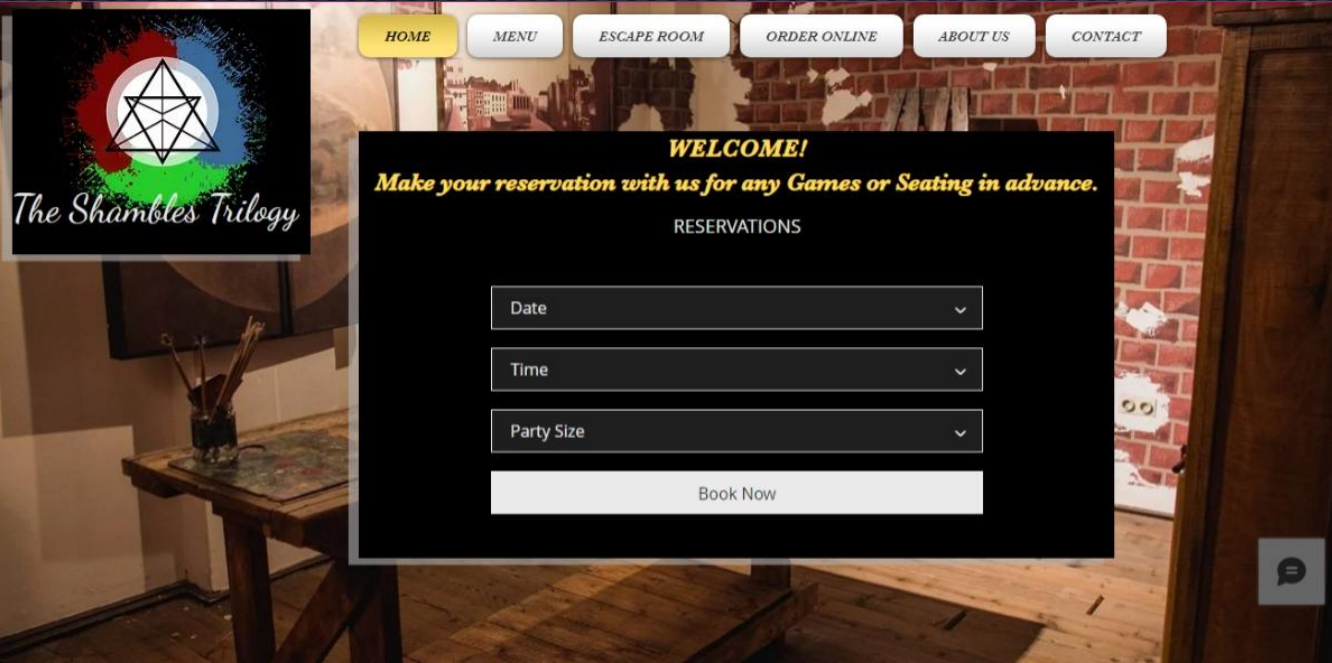 The Shambles Trilogy
HOME
MENU
ESCAPE ROOM
ORDER ONLINE
ABOUT US
CONTACT
WELCOME!
Make your reservation with us for any Games or Seating in advance.
RESERVATIONS
Date
Time
Party Size
Book Now